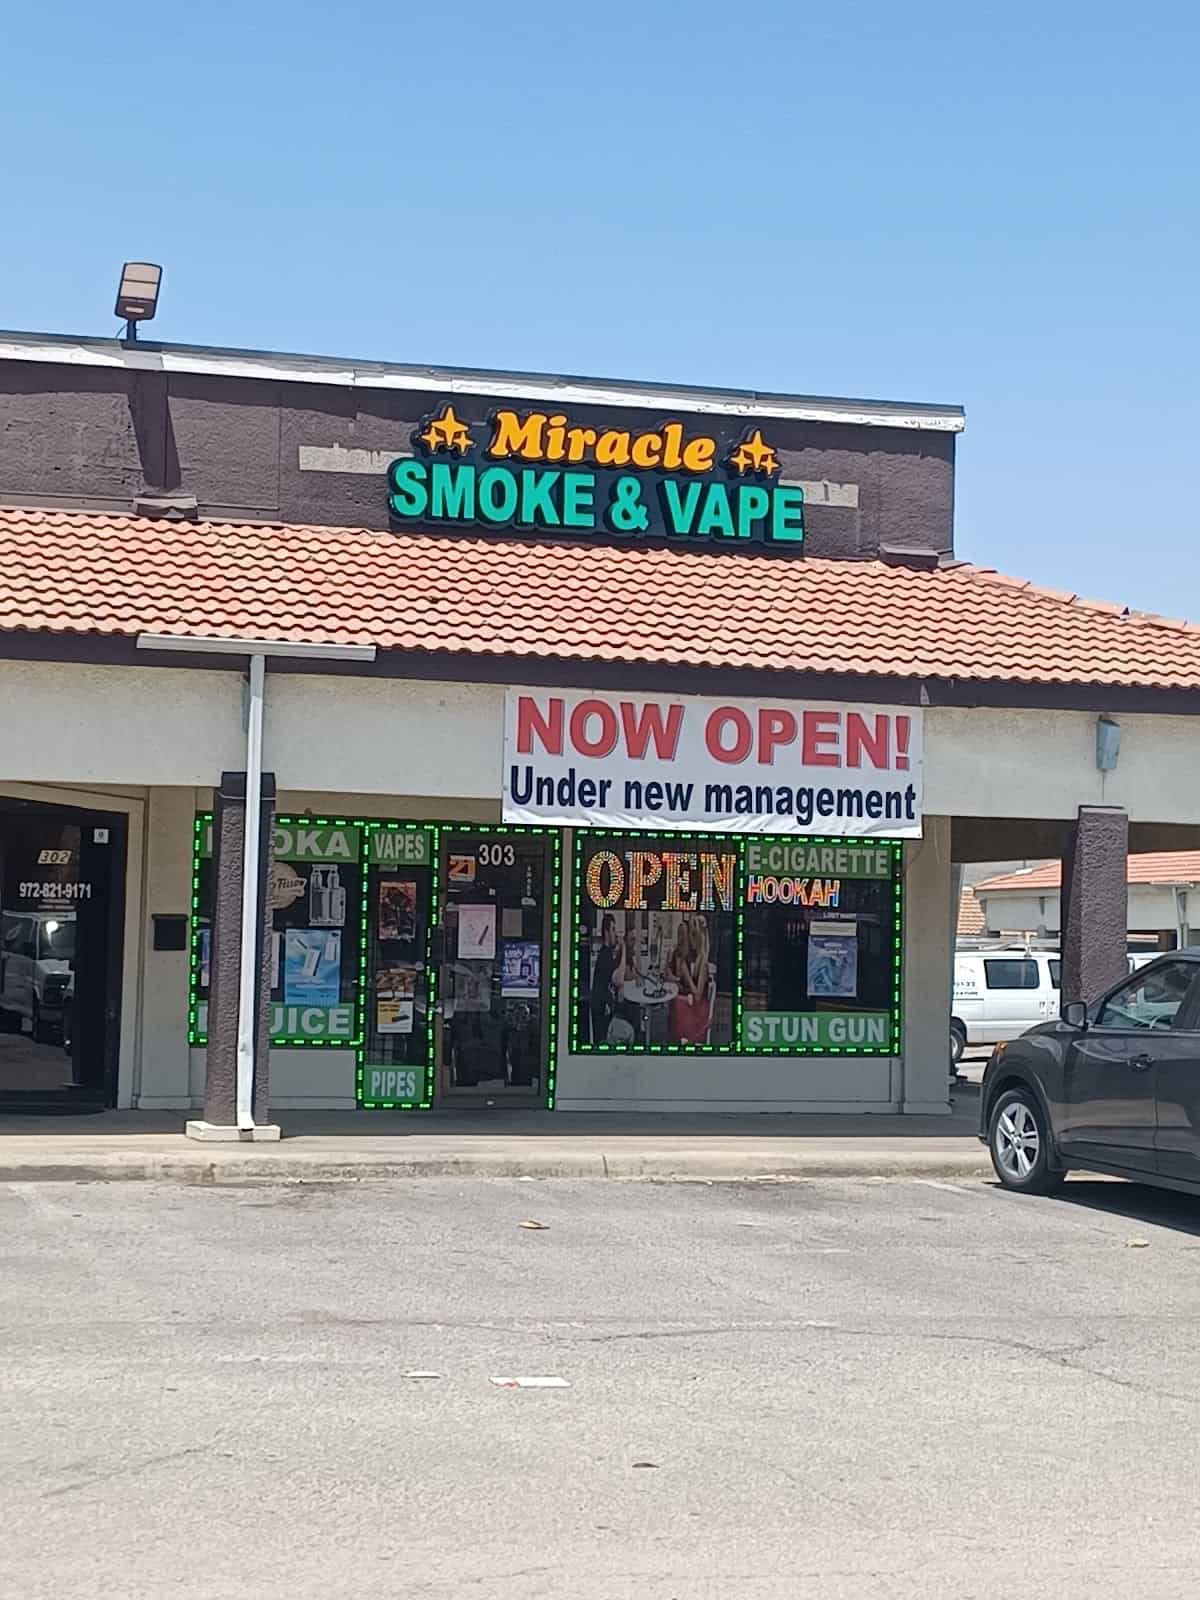 Miracle
SMOKE & VAPE
NOW OPEN!
Under new management
VAPES
303
OPEN
E-CIGARETTE
HOOKAH
302
972-821-9171
STUN GUN
PIPES